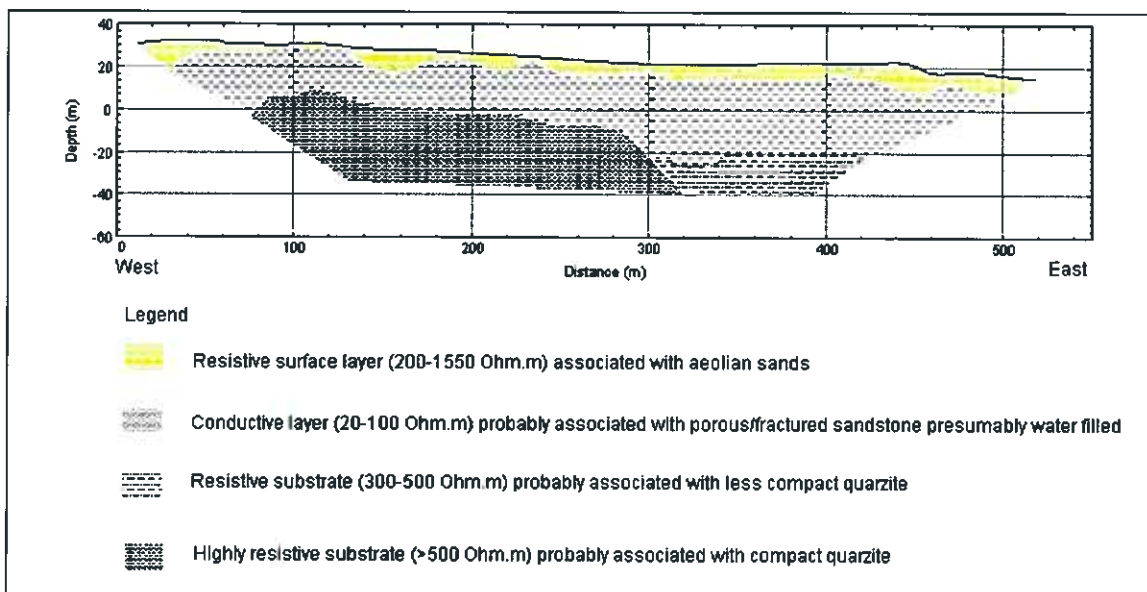 40
20
0
-20
-40
-60
Depth (m)
0 100 200 300 400 500
West Distance (m) East
Legend
Resistive surface layer (200-1550 Ohm.m) associated with aeolian sands
Conductive layer (20-100 Ohm.m) probably associated with porous/fractured sandstone presumably water filled
Resistive substrate (300-500 Ohm.m) probably associated with less compact quarzite
Highly resistive substrate (>500 Ohm.m) probably associated with compact quarzite